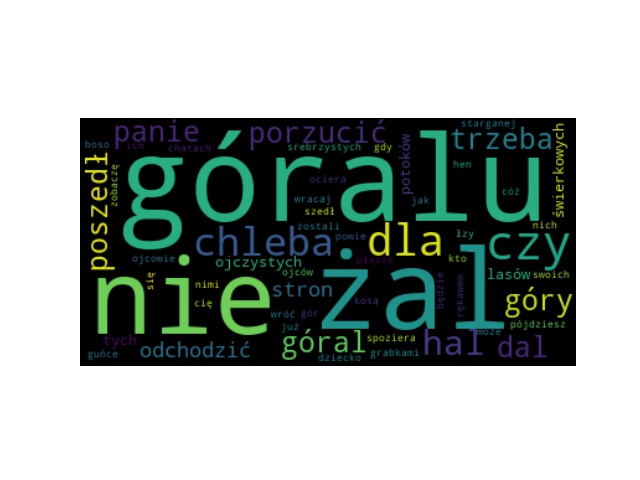 starganej
panie
porzucić
trzeba
świerkowych
boso
ich
chatach
srebrzystych
gdy
potoków
góralu
hen
poszedł
zobaczę
ociera
wracaj
jak
cóż
szedł
zostali
nich
chleba
powie
dla
łzy
czy
ojcowie
ojczystych
płacze
kto
nie
żal
się
ojców
lasów
swoich
nimi
stron
kosą
będzie
rękawem
góry
cię
wróć
gór
już
może
pójdziesz
tych
odchodzić
góral
spoziera
hal
dal
guńce
dziecko
grabkami